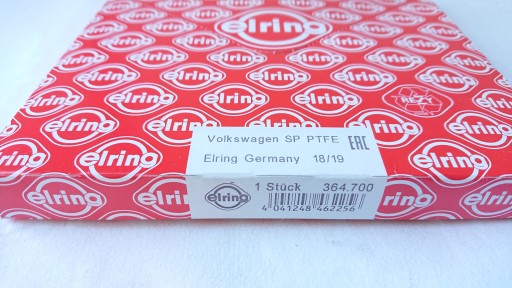 elring
Volkswagen SP PTFE EAC
Elring Germany 18/19
elring
1 Stück 364.700
4 041248 462256